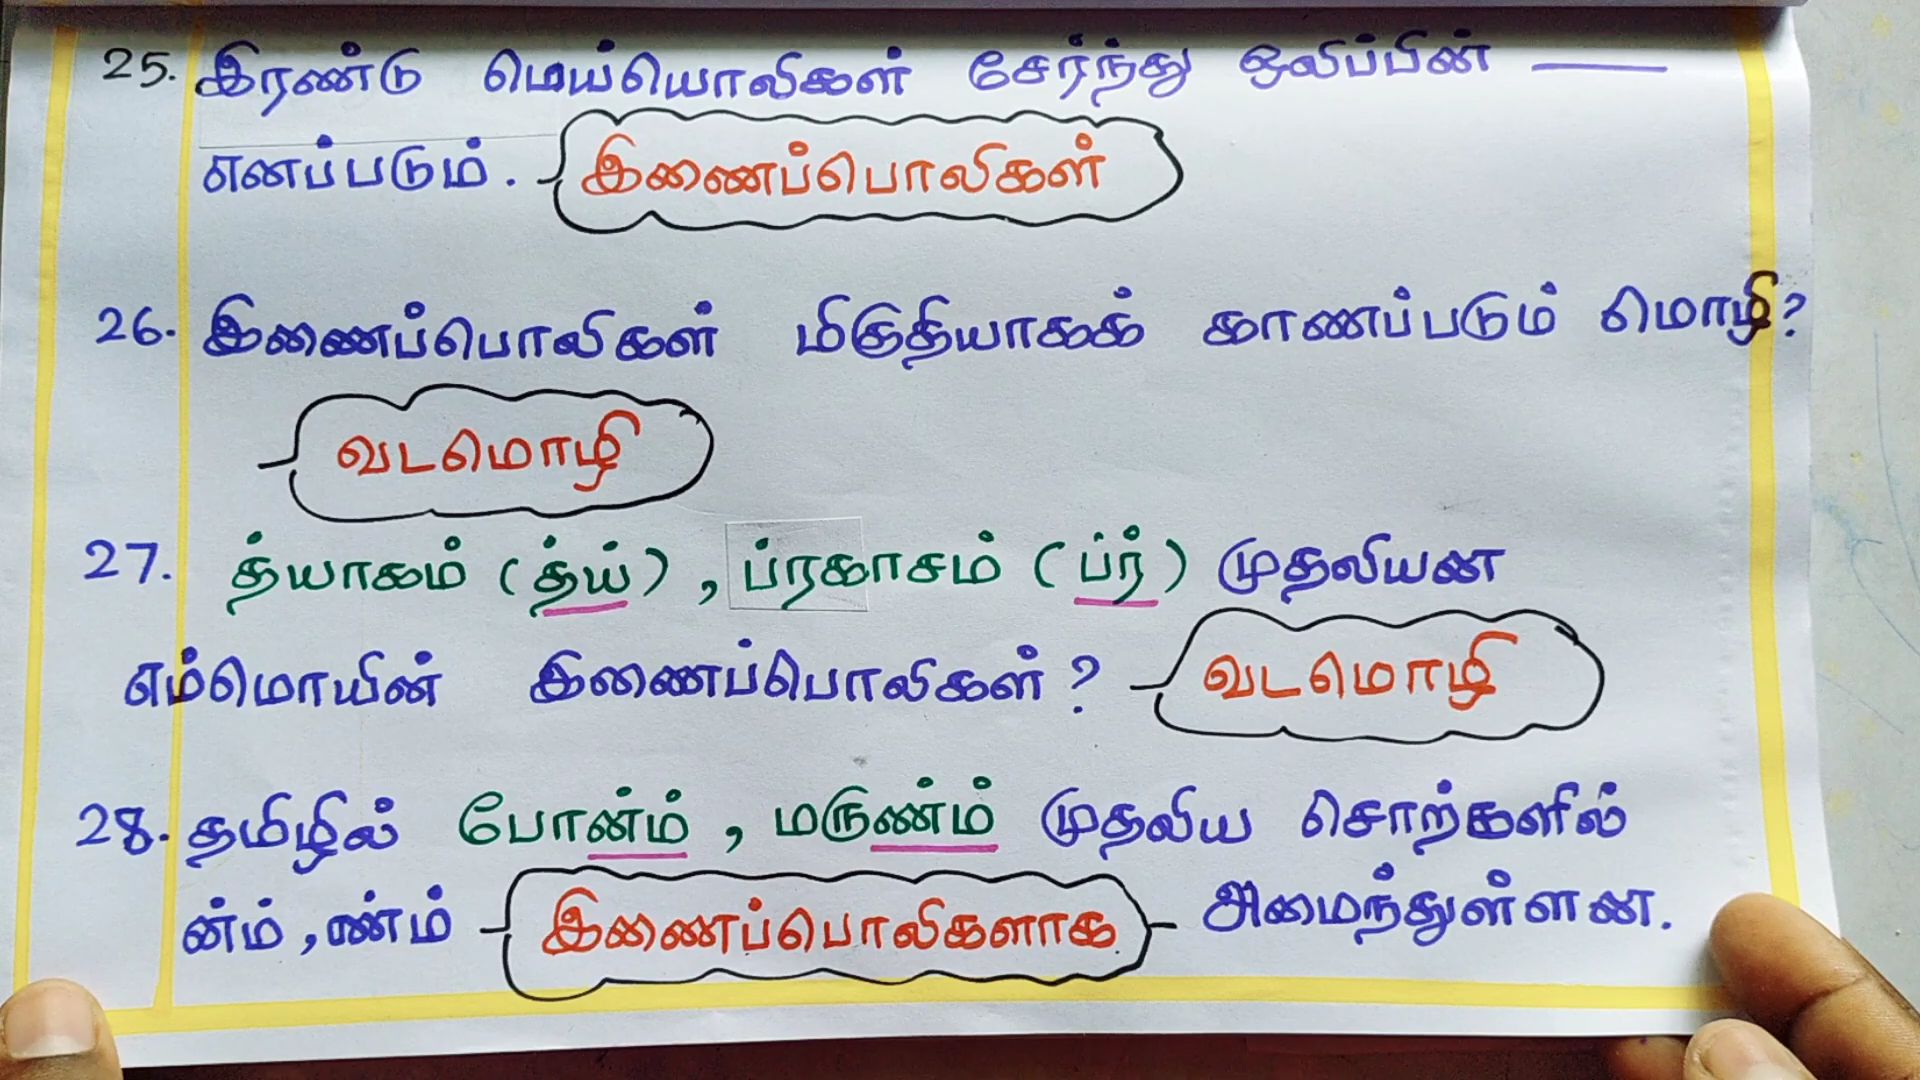 25. இரண்டு மெய்யொலிகள் சேர்ந்து ஒலிப்பின் ———
எனப்படும். இணைப்பொலிகள்
26. இணைப்பொலிகள் மிகுதியாகக் காணப்படும் மொழி?
வடமொழி
27. த்யாகம் (த்ய்), ப்ரகாசம் (ப்ர்) முதலியன
எம்மொயின் இணைப்பொலிகள்? வடமொழி
28. தமிழில் போன்ம், மருண்ம் முதலிய சொற்களில்
ன்ம், ண்ம் இணைப்பொலிகளாக அமைந்துள்ளன.